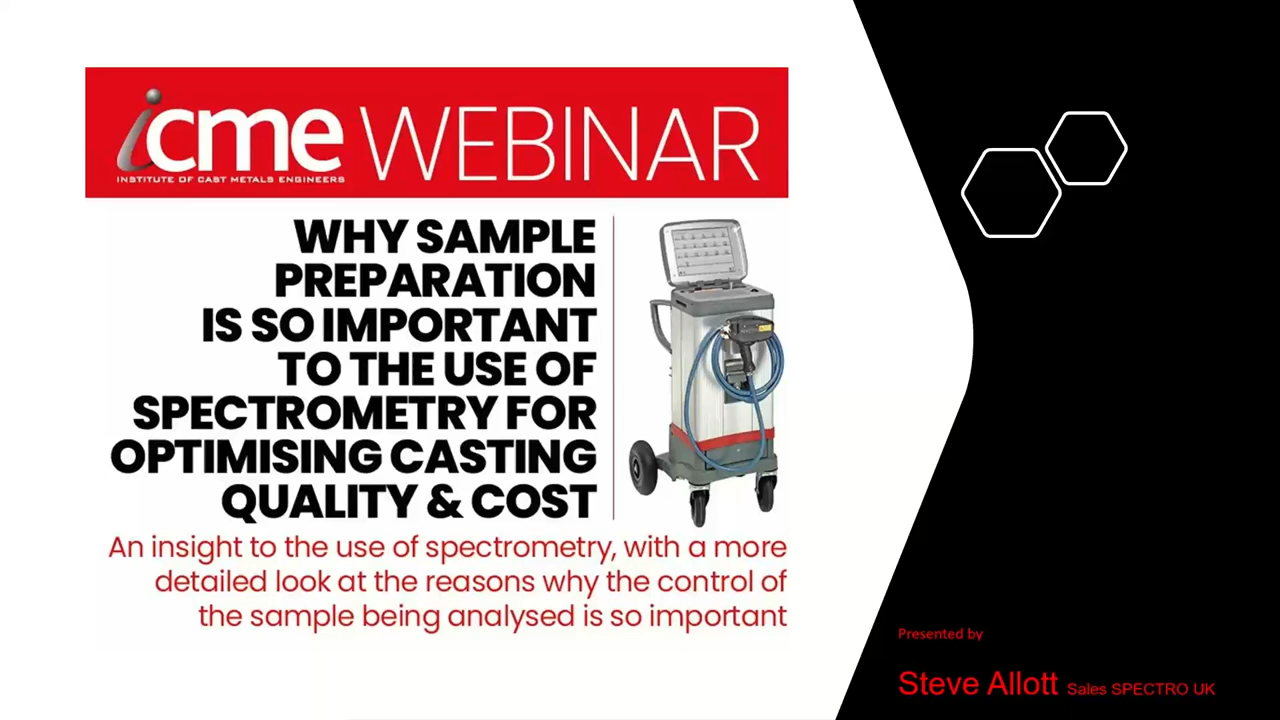 icme WEBINAR
INSTITUTE OF CAST METALS ENGINEERS
WHY SAMPLE
PREPARATION
IS SO IMPORTANT
TO THE USE OF
SPECTROMETRY FOR
OPTIMISING CASTING
QUALITY & COST
An insight to the use of spectrometry, with a more
detailed look at the reasons why the control of
the sample being analysed is so important
Presented by
Steve Allott Sales SPECTRO UK